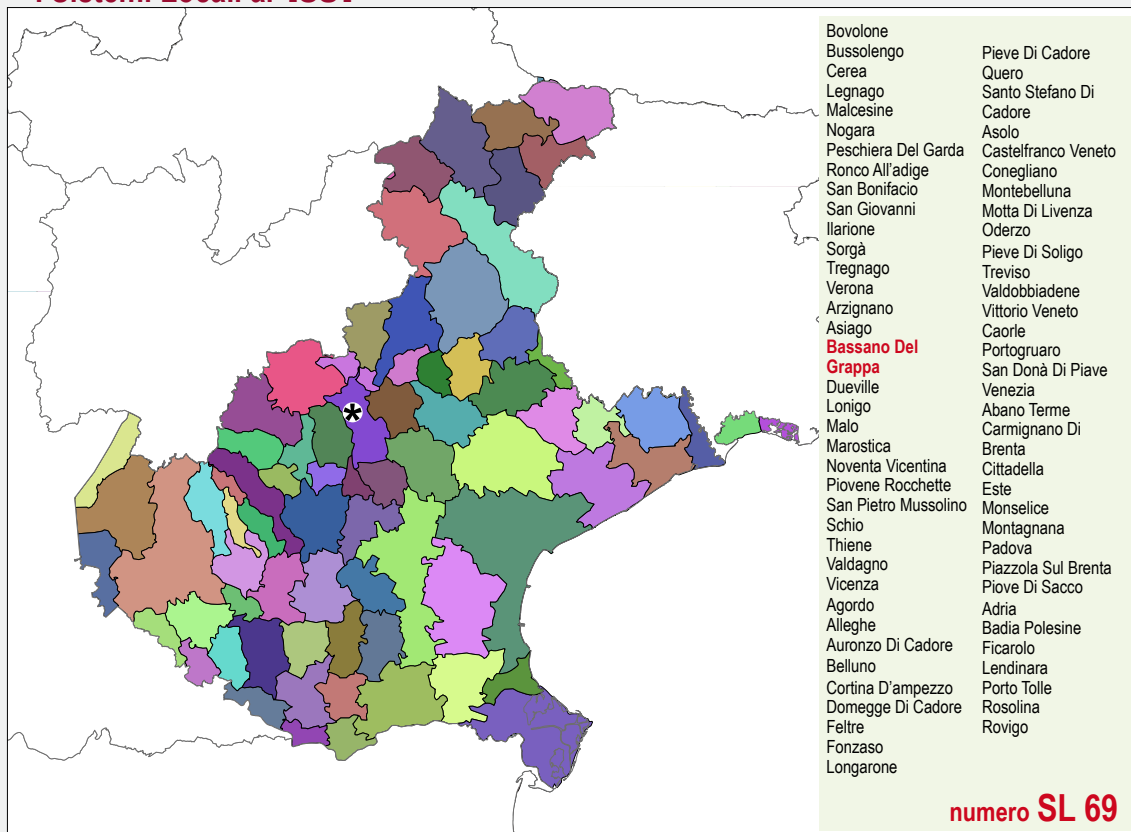 Bovolone
Bussolengo
Cerea
Legnago
Malcesine
Nogara
Peschiera Del Garda
Ronco All'adige
San Bonifacio
San Giovanni
Ilarione
Sorgà
Tregnago
Verona
Arzignano
Asiago
Bassano Del
Grappa
Dueville
Lonigo
Malo
Marostica
Noventa Vicentina
Piovene Rocchette
San Pietro Mussolino
Schio
Thiene
Valdagno
Vicenza
Agordo
Alleghe
Auronzo Di Cadore
Belluno
Cortina D'ampezzo
Domegge Di Cadore
Feltre
Fonzaso
Longarone
Pieve Di Cadore
Quero
Santo Stefano Di
Cadore
Asolo
Castelfranco Veneto
Conegliano
Montebelluna
Motta Di Livenza
Oderzo
Pieve Di Soligo
Treviso
Valdobbiadene
Vittorio Veneto
Caorle
Portogruaro
San Donà Di Piave
Venezia
Abano Terme
Carmignano Di
Brenta
Cittadella
Este
Monselice
Montagnana
Padova
Piazzola Sul Brenta
Piove Di Sacco
Adria
Badia Polesine
Ficarolo
Lendinara
Porto Tolle
Rosolina
Rovigo
numero SL 69